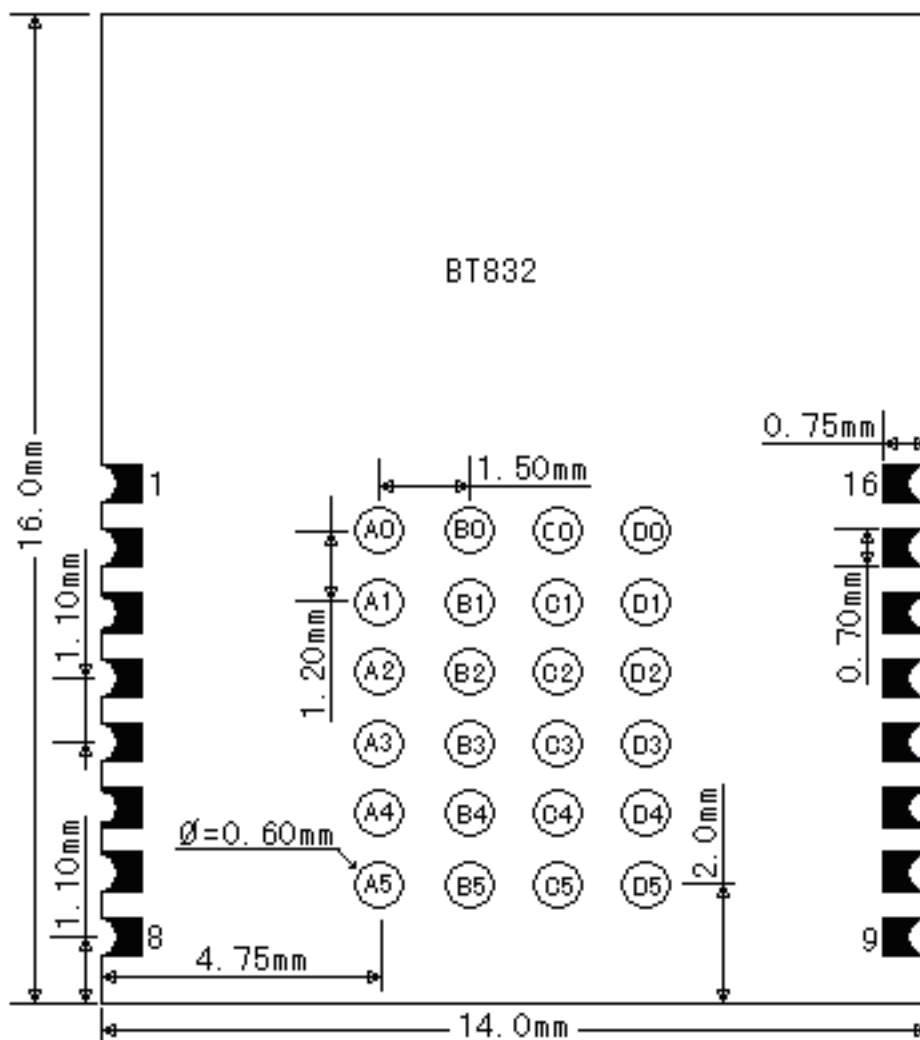 BT832
16.0mm
0.75mm
1.50mm
1
16
A0 B0 C0 D0
1.10mm
1.20mm
0.70mm
A1 B1 C1 D1
A2 B2 C2 D2
A3 B3 C3 D3
A4 B4 C4 D4
Ø=0.60mm
2.0mm
A5 B5 C5 D5
1.10mm
8
9
4.75mm
14.0mm